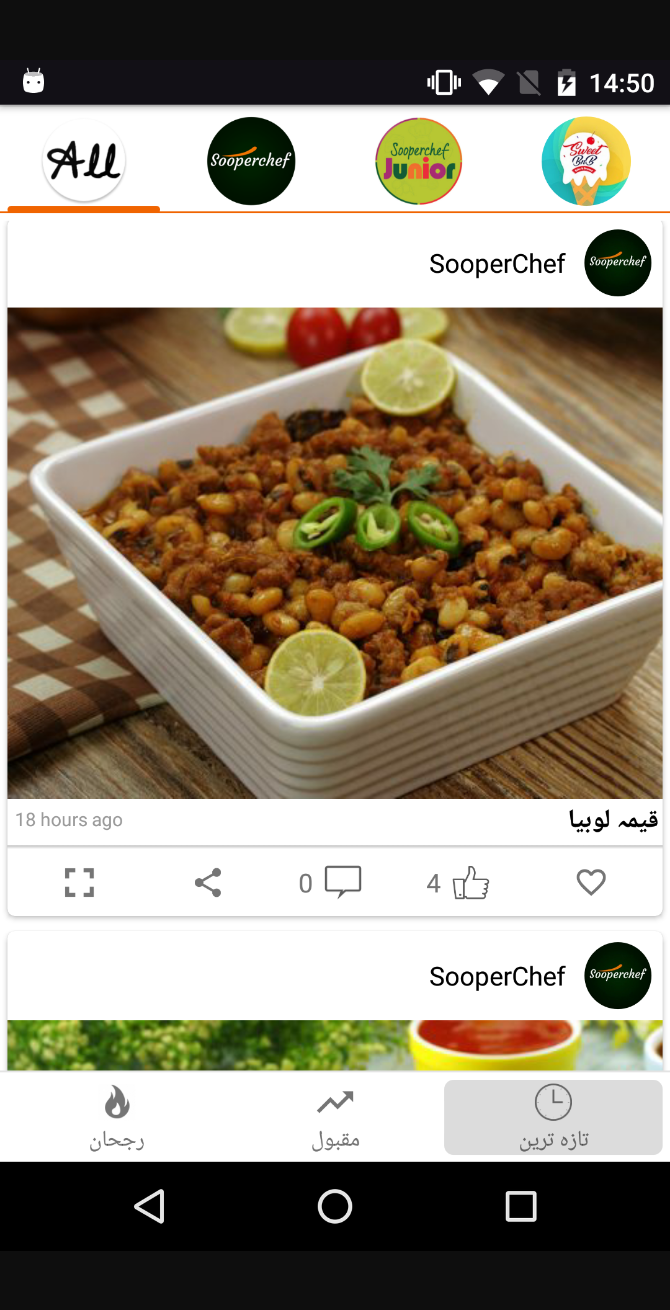 14:50
All
Sooperchef
Sooperchef
Junior
Sweet
BnB
SooperChef
Sooperchef
18 hours ago
قیمہ لوبیا
0
4
SooperChef
Sooperchef
رجحان
مقبول
تازہ ترین